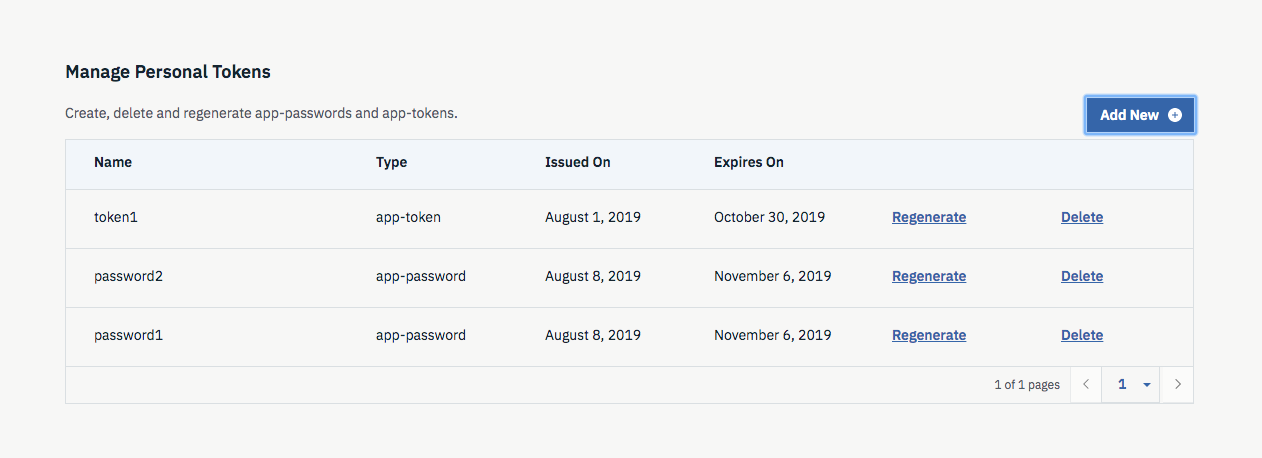 Manage Personal Tokens
Create, delete and regenerate app-passwords and app-tokens.
Add New
Name Type Issued On Expires On
token1 app-token August 1, 2019 October 30, 2019 Regenerate Delete
password2 app-password August 8, 2019 November 6, 2019 Regenerate Delete
password1 app-password August 8, 2019 November 6, 2019 Regenerate Delete
1 of 1 pages 1